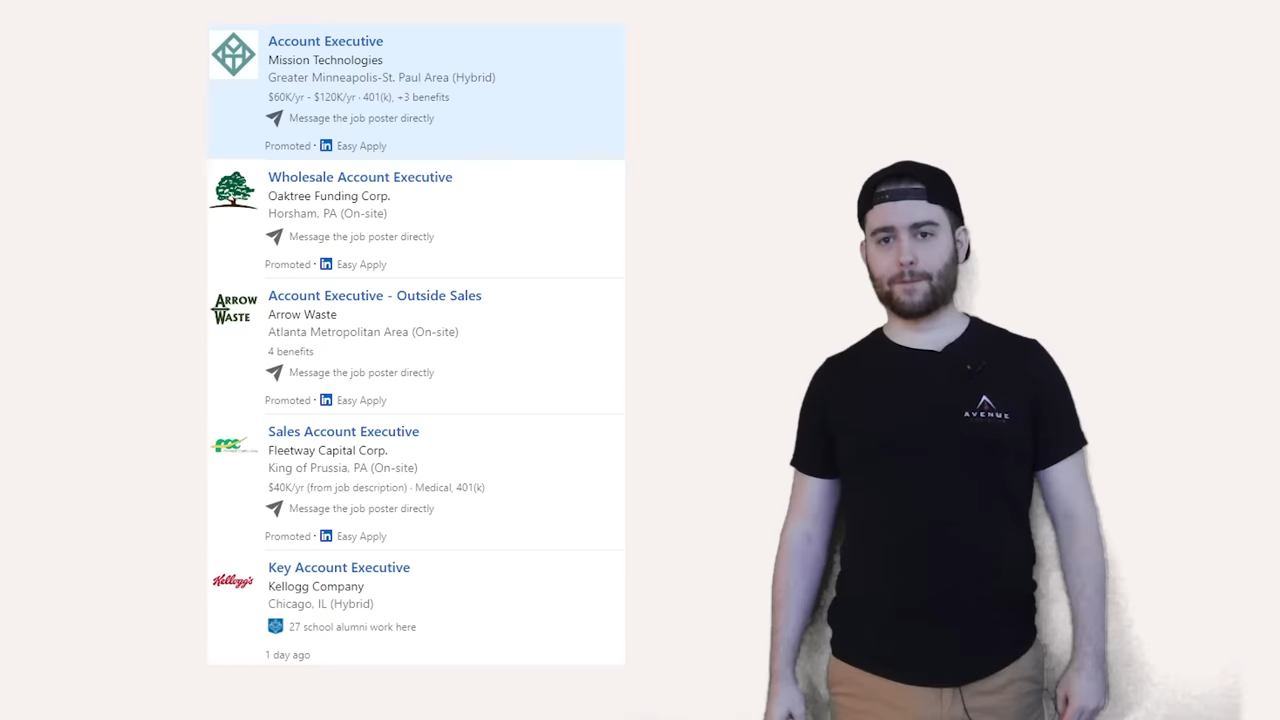 Account Executive
Mission Technologies
Greater Minneapolis-St. Paul Area (Hybrid)
$60K/yr - $120K/yr · 401(k), +3 benefits
Message the job poster directly
Promoted · in Easy Apply
Wholesale Account Executive
Oaktree Funding Corp.
Horsham, PA (On-site)
Message the job poster directly
Promoted · in Easy Apply
ARROW
WASTE
Account Executive - Outside Sales
Arrow Waste
Atlanta Metropolitan Area (On-site)
4 benefits
Message the job poster directly
Promoted · in Easy Apply
Sales Account Executive
Fleetway Capital Corp.
King of Prussia, PA (On-site)
$40K/yr (from job description) · Medical, 401(k)
Message the job poster directly
Promoted · in Easy Apply
Kellogg's
Key Account Executive
Kellogg Company
Chicago, IL (Hybrid)
27 school alumni work here
1 day ago
AVENUE